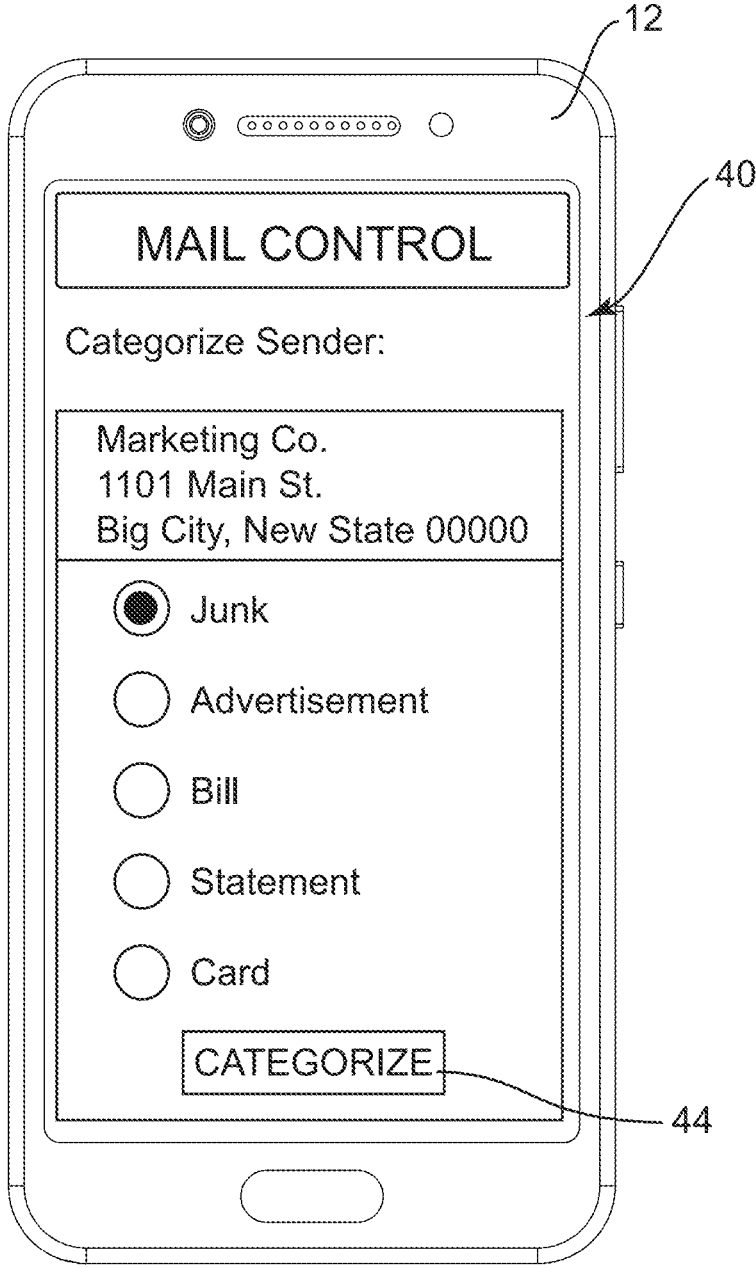 12
40
MAIL CONTROL
Categorize Sender:
Marketing Co.
1101 Main St.
Big City, New State 00000
Junk
Advertisement
Bill
Statement
Card
CATEGORIZE
44